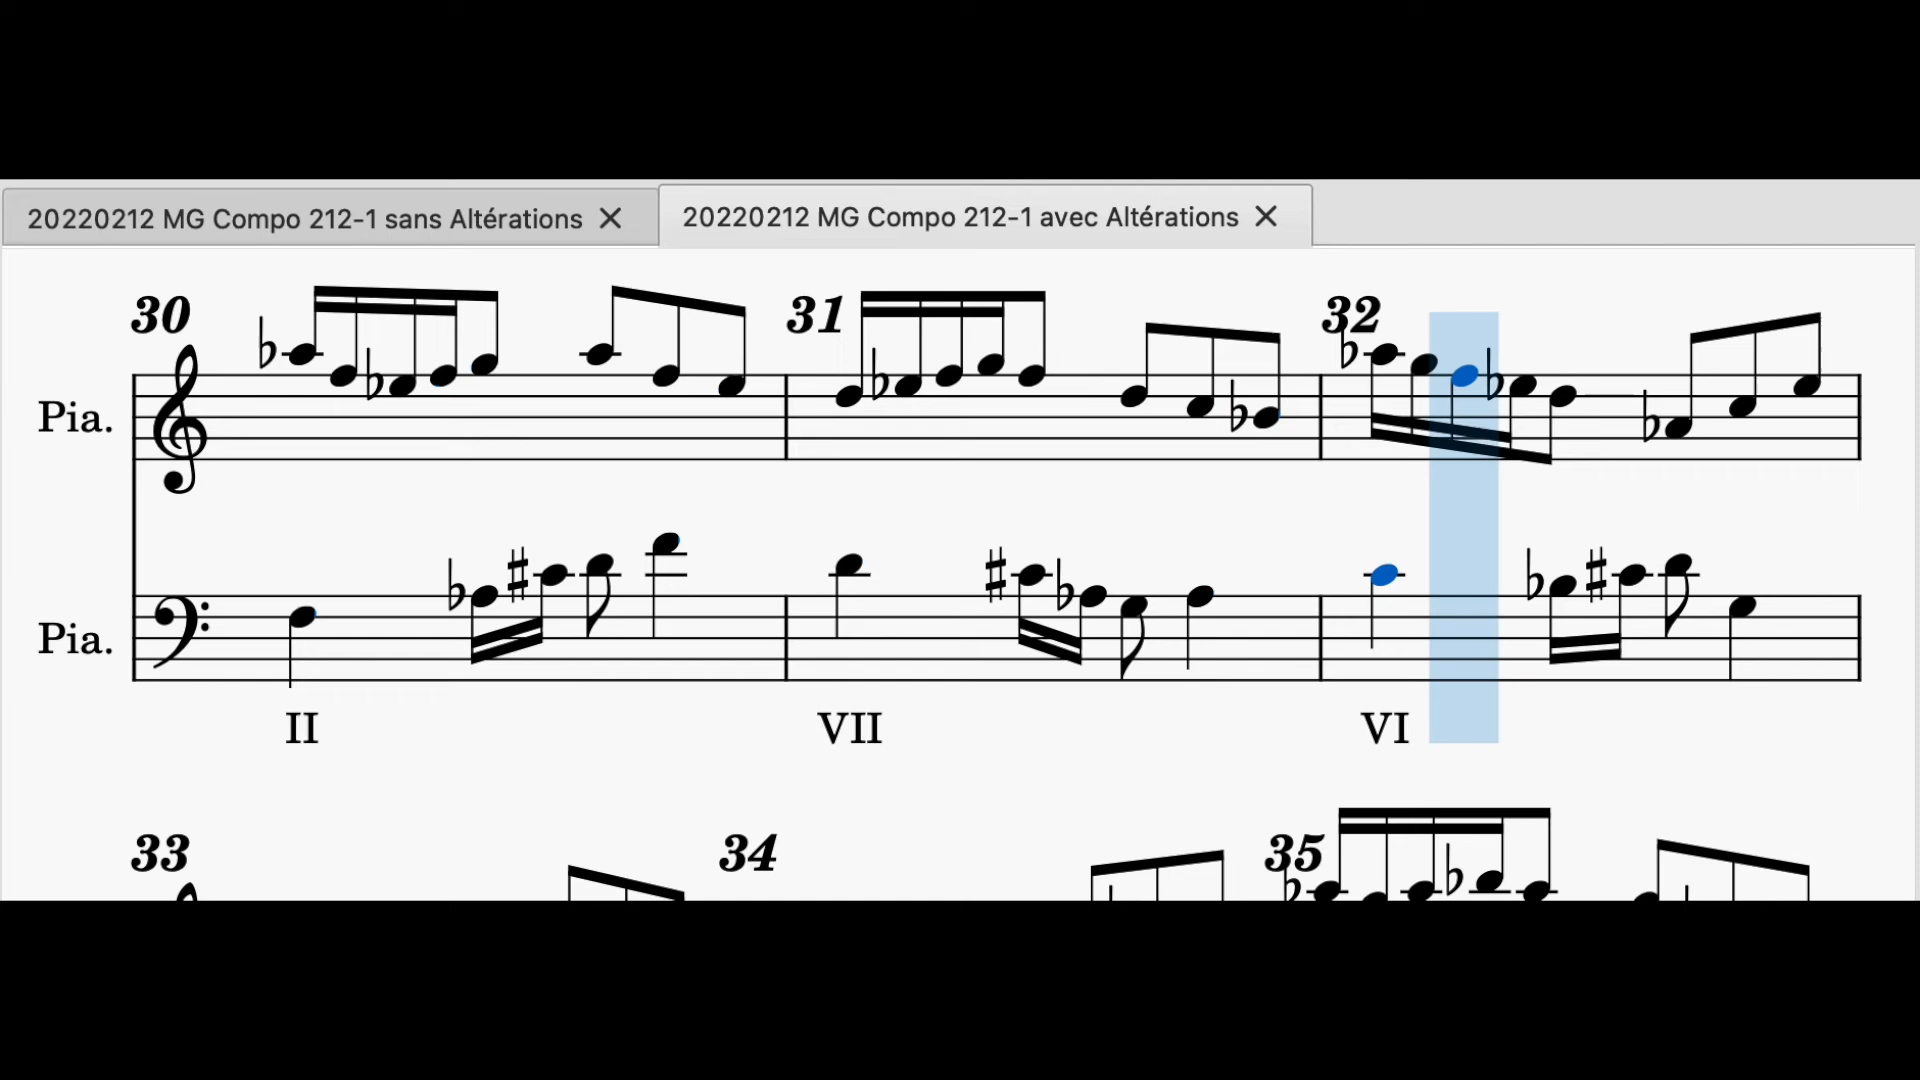 20220212 MG Compo 212-1 sans Altérations
20220212 MG Compo 212-1 avec Altérations
30 31 32
Pia.
Pia.
II VII VI
33 34 35